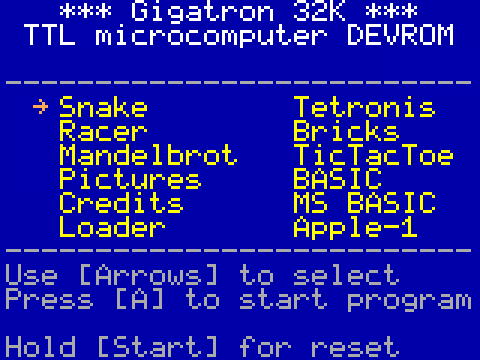 *** Gigatron 32K ***
TTL microcomputer DEVROM
--------------------------
→ Snake Tetronis
Racer Bricks
Mandelbrot TicTacToe
Pictures BASIC
Credits MS BASIC
Loader Apple-1
--------------------------
Use [Arrows] to select
Press [A] to start program
Hold [Start] for reset